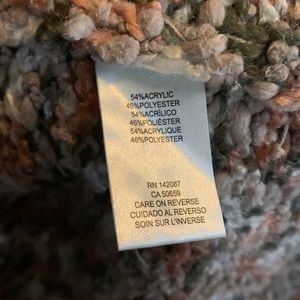 54%ACRYLIC
46%POLYESTER
54%ACRÍLICO
46%POLIÉSTER
54%ACRYLIQUE
46%POLYESTER
RN 142087
CA 50659
CARE ON REVERSE
CUIDADO AL REVERSO
SOIN SUR L'INVERSE